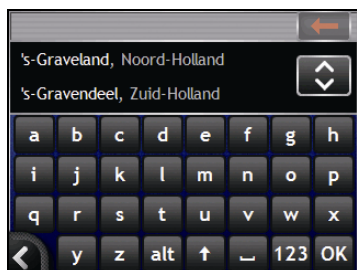 's-Graveland, Noord-Holland
's-Gravendeel, Zuid-Holland
a b c d e f g h
i j k l m n o p
q r s t u v w x
y z alt 123 OK